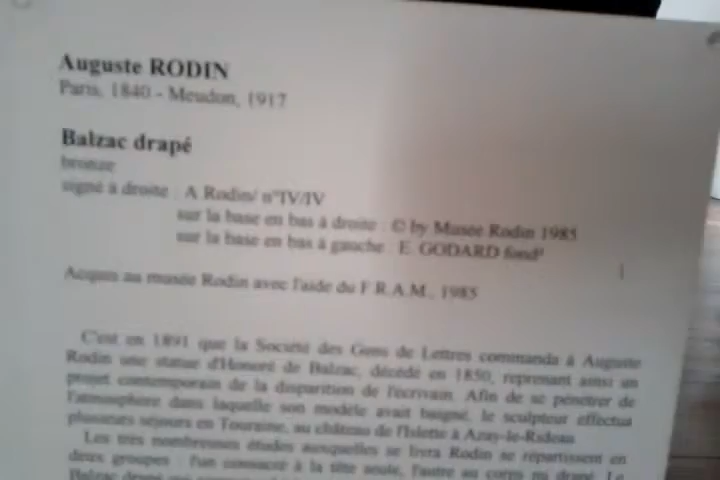 Auguste RODIN
Paris, 1840 - Meudon, 1917
Balzac drapé
bronze
signé à droite : A Rodin/ n°IV/IV
sur la base en bas à droite : © by Musée Rodin 1985
sur la base en bas à gauche : E. GODARD fondʳ
Acquis au musée Rodin avec l'aide du F.R.A.M., 1985
C'est en 1891 que la Société des Gens de Lettres commanda à Auguste
Rodin une statue d'Honoré de Balzac, décédé en 1850, reprenant ainsi un
projet contemporain de la disparition de l'écrivain. Afin de se pénétrer de
l'atmosphère dans laquelle son modèle avait baigné, le sculpteur effectua
plusieurs séjours en Touraine, au château de l'Islette à Azay-le-Rideau.
Les très nombreuses études auxquelles se livra Rodin se répartissent en
deux groupes : l'un consacré à la tête seule, l'autre au corps nu drapé. Le
Balzac drapé